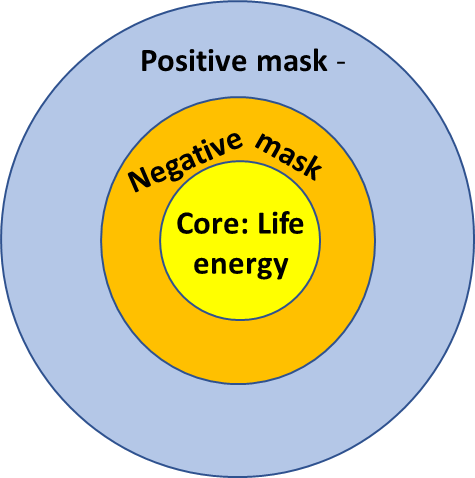 Positive mask -
Negative mask
Core: Life
energy